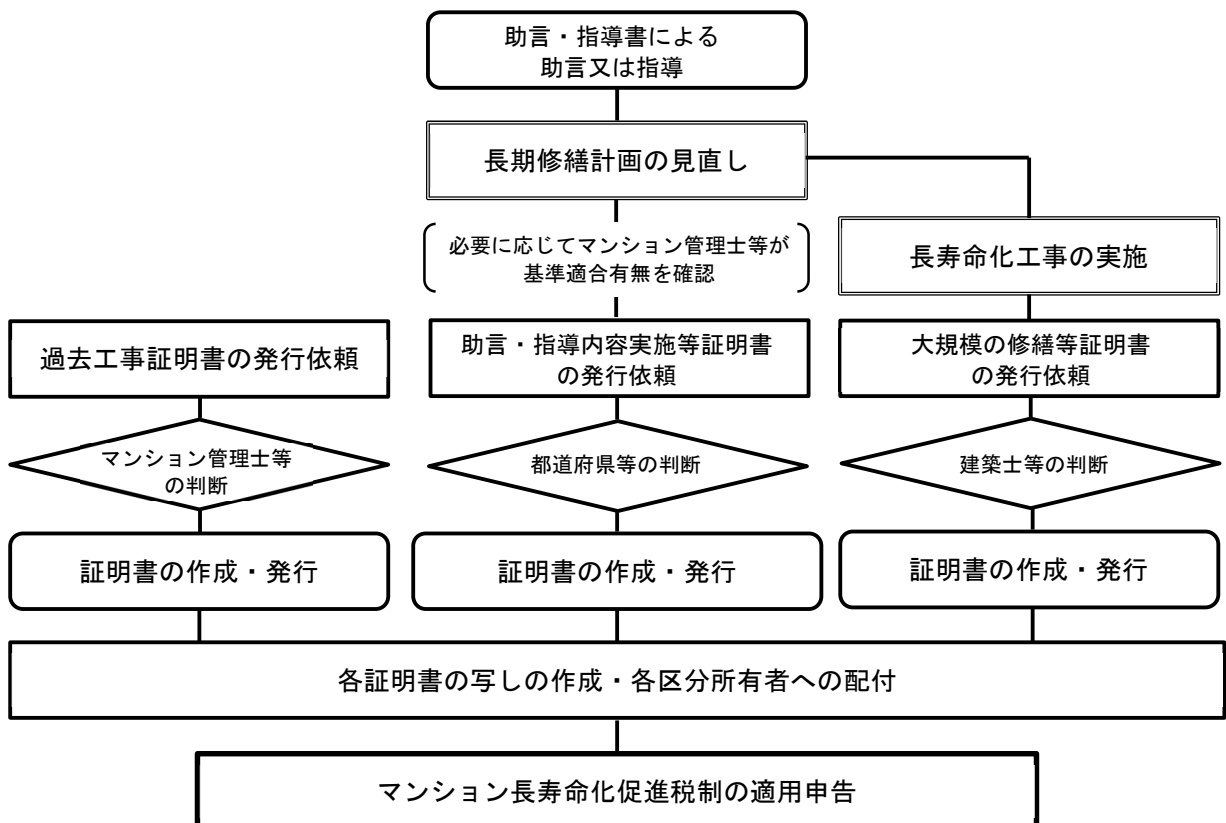 助言・指導書による
助言又は指導
長期修繕計画の見直し
必要に応じてマンション管理士等が
基準適合有無を確認
長寿命化工事の実施
過去工事証明書の発行依頼
助言・指導内容実施等証明書
の発行依頼
大規模の修繕等証明書
の発行依頼
マンション管理士等
の判断
都道府県等の判断
建築士等の判断
証明書の作成・発行
証明書の作成・発行
証明書の作成・発行
各証明書の写しの作成・各区分所有者への配付
マンション長寿命化促進税制の適用申告